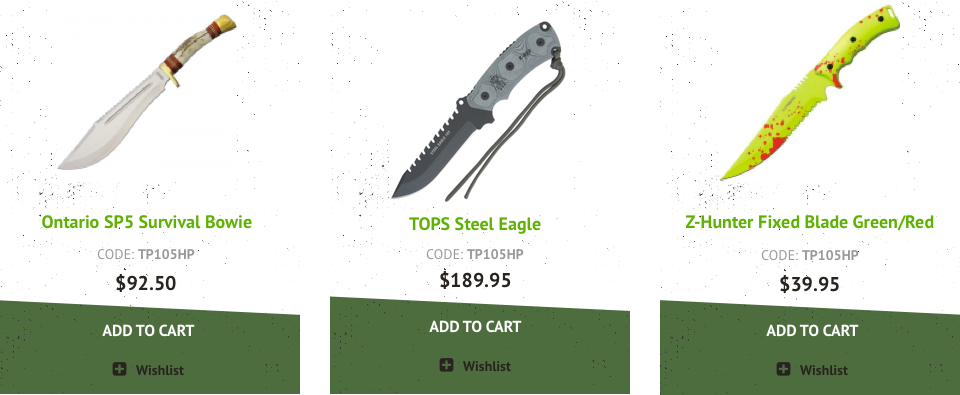 Ontario SP5 Survival Bowie
CODE: TP105HP
$92.50
ADD TO CART
Wishlist
TOPS Steel Eagle
CODE: TP105HP
$189.95
ADD TO CART
Wishlist
Z-Hunter Fixed Blade Green/Red
CODE: TP105HP
$39.95
ADD TO CART
Wishlist